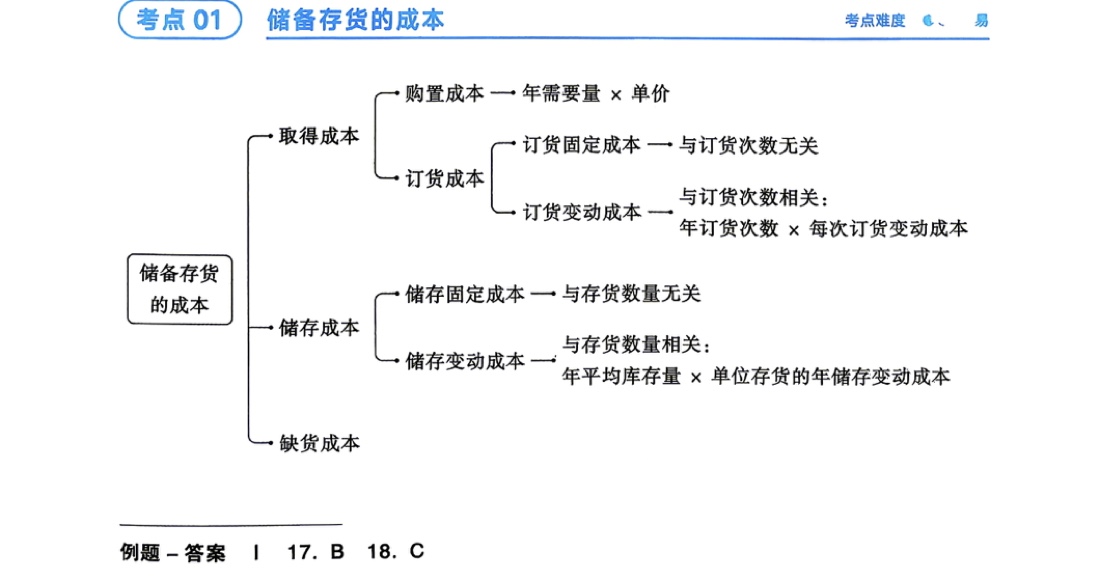 考点 01 储备存货的成本 考点难度 易
购置成本 年需要量 × 单价
取得成本
订货固定成本 与订货次数无关
订货成本
与订货次数相关：
订货变动成本
年订货次数 × 每次订货变动成本
储备存货
的成本
储存固定成本 与存货数量无关
储存成本
与存货数量相关：
储存变动成本
年平均库存量 × 单位存货的年储存变动成本
缺货成本
例题 – 答案 | 17. B 18. C